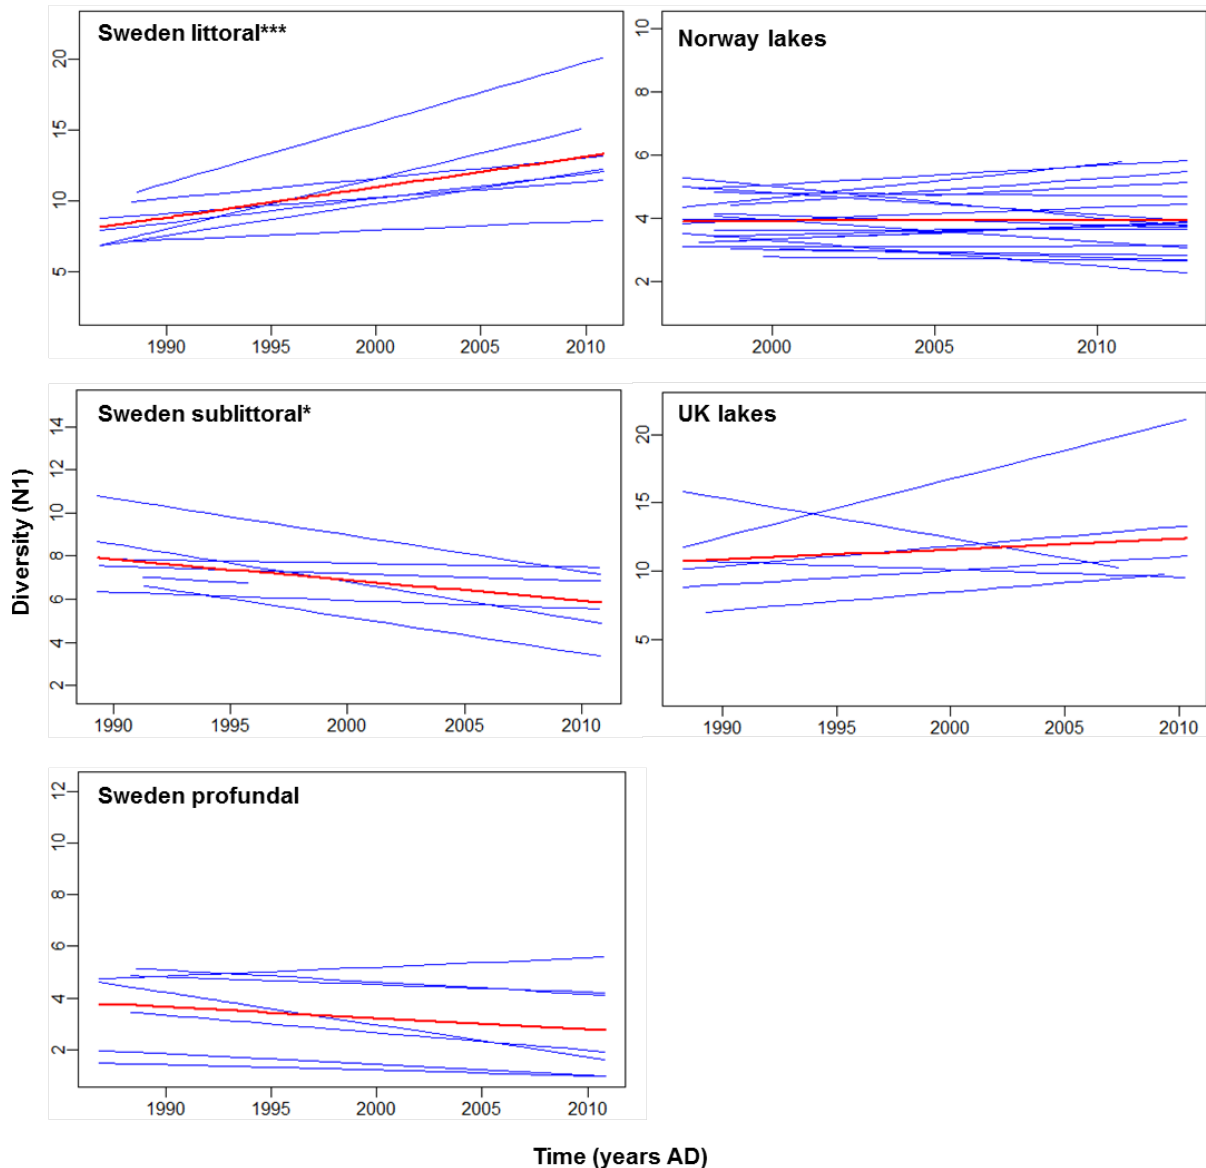 Sweden littoral***
20
15
10
5
1990 1995 2000 2005 2010
Norway lakes
10
8
6
4
2
2000 2005 2010
Sweden sublittoral*
14
12
10
8
6
4
2
1990 1995 2000 2005 2010
UK lakes
20
15
10
5
1990 1995 2000 2005 2010
Diversity (N1)
Sweden profundal
12
10
8
6
4
2
1990 1995 2000 2005 2010
Time (years AD)